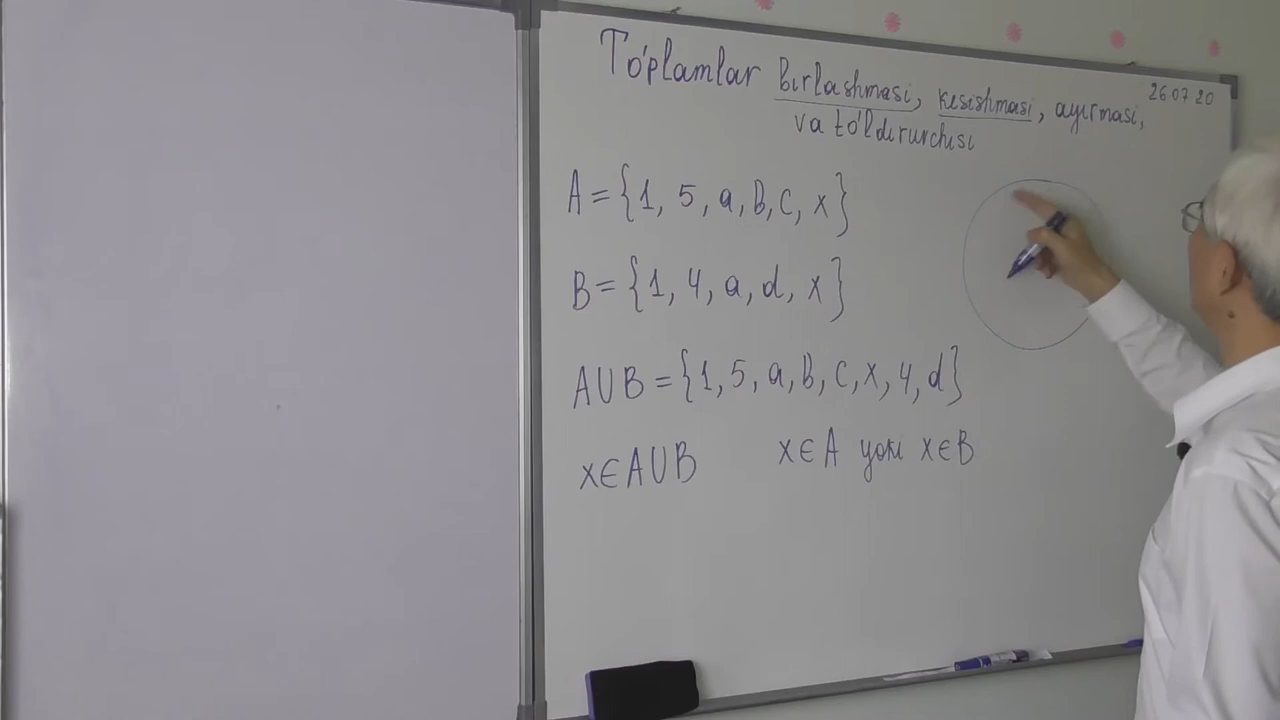 To'plamlar birlashmasi, kesishmasi, ayirmasi,
va to'ldiruvchisi
26.07.20
A = {1, 5, a, b, c, x}
B = {1, 4, a, d, x}
A∪B = {1, 5, a, b, c, x, 4, d}
x∈A∪B x∈A yoki x∈B